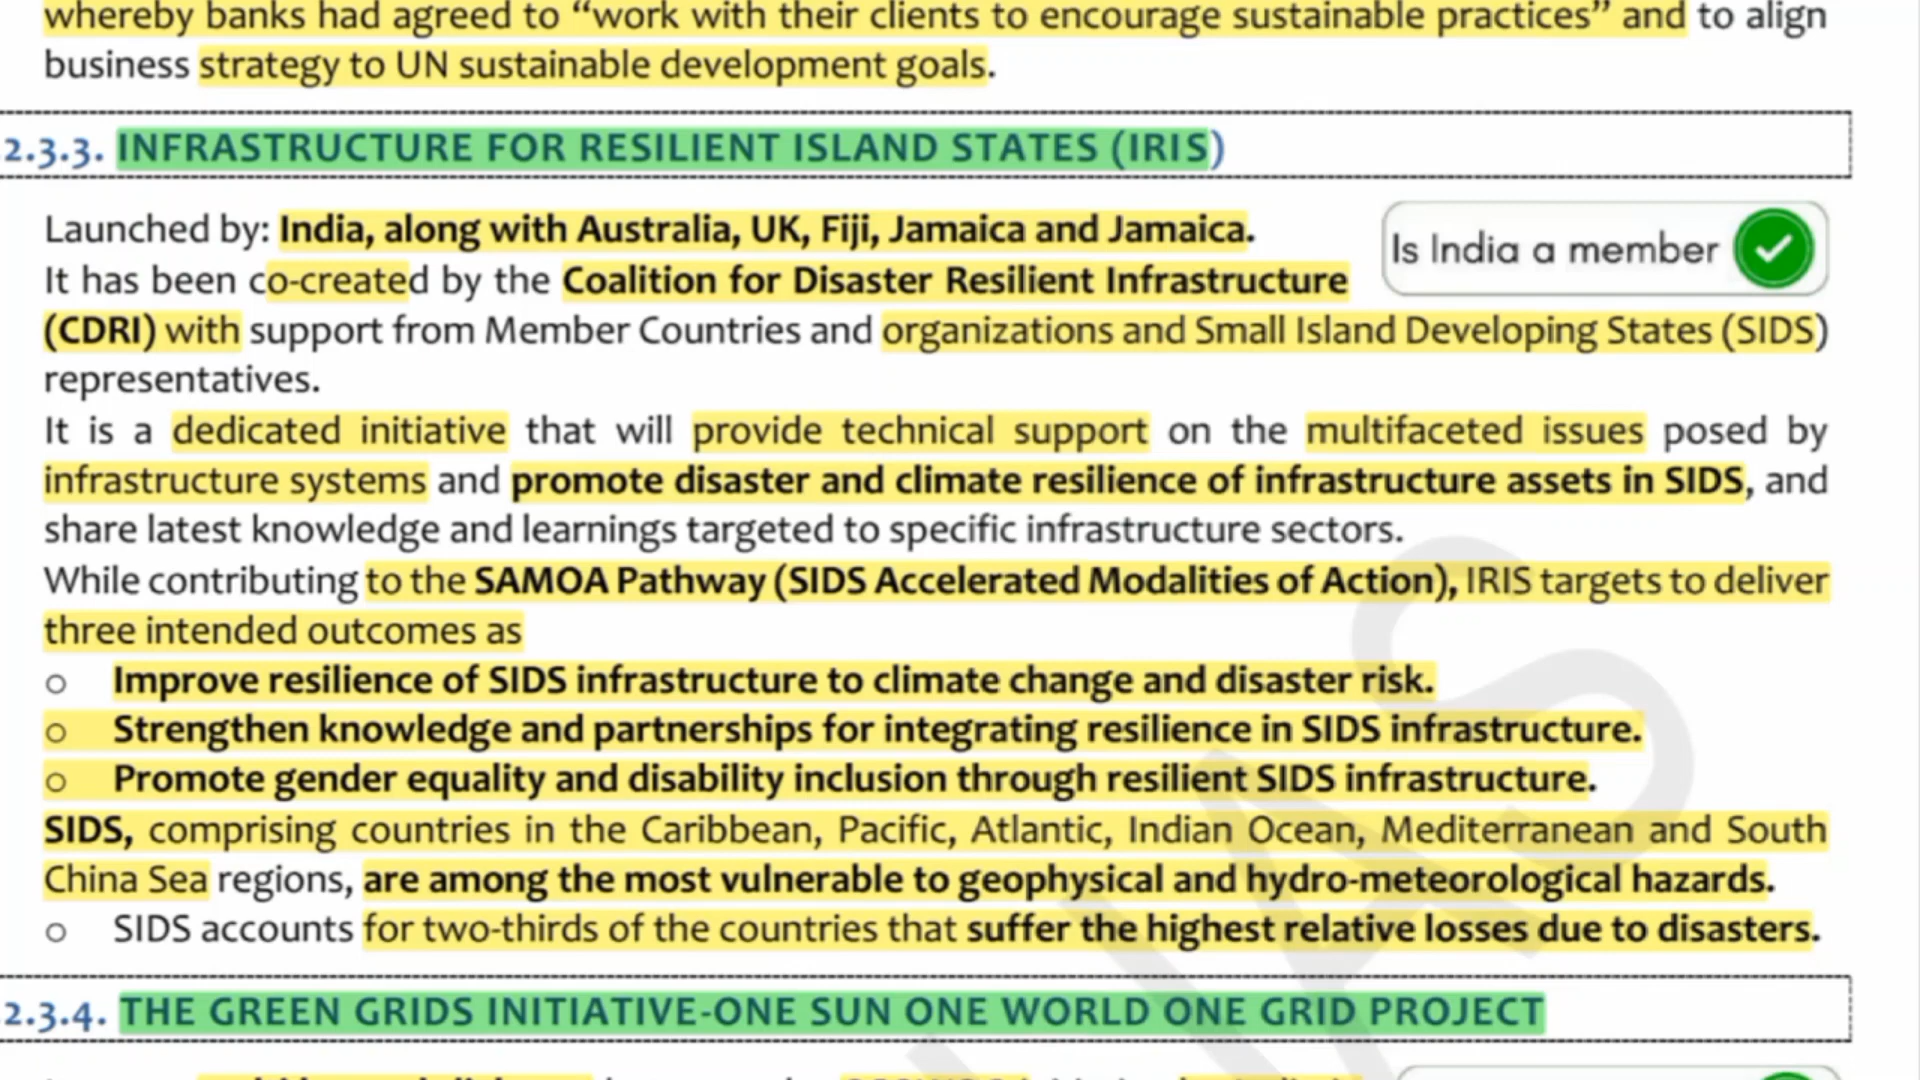 whereby banks had agreed to “work with their clients to encourage sustainable practices” and to align
business strategy to UN sustainable development goals.
2.3.3. INFRASTRUCTURE FOR RESILIENT ISLAND STATES (IRIS)
Launched by: India, along with Australia, UK, Fiji, Jamaica and Jamaica.
Is India a member
It has been co-created by the Coalition for Disaster Resilient Infrastructure
(CDRI) with support from Member Countries and organizations and Small Island Developing States (SIDS)
representatives.
It is a dedicated initiative that will provide technical support on the multifaceted issues posed by
infrastructure systems and promote disaster and climate resilience of infrastructure assets in SIDS, and
share latest knowledge and learnings targeted to specific infrastructure sectors.
While contributing to the SAMOA Pathway (SIDS Accelerated Modalities of Action), IRIS targets to deliver
three intended outcomes as
o Improve resilience of SIDS infrastructure to climate change and disaster risk.
o Strengthen knowledge and partnerships for integrating resilience in SIDS infrastructure.
o Promote gender equality and disability inclusion through resilient SIDS infrastructure.
SIDS, comprising countries in the Caribbean, Pacific, Atlantic, Indian Ocean, Mediterranean and South
China Sea regions, are among the most vulnerable to geophysical and hydro-meteorological hazards.
o SIDS accounts for two-thirds of the countries that suffer the highest relative losses due to disasters.
2.3.4. THE GREEN GRIDS INITIATIVE-ONE SUN ONE WORLD ONE GRID PROJECT